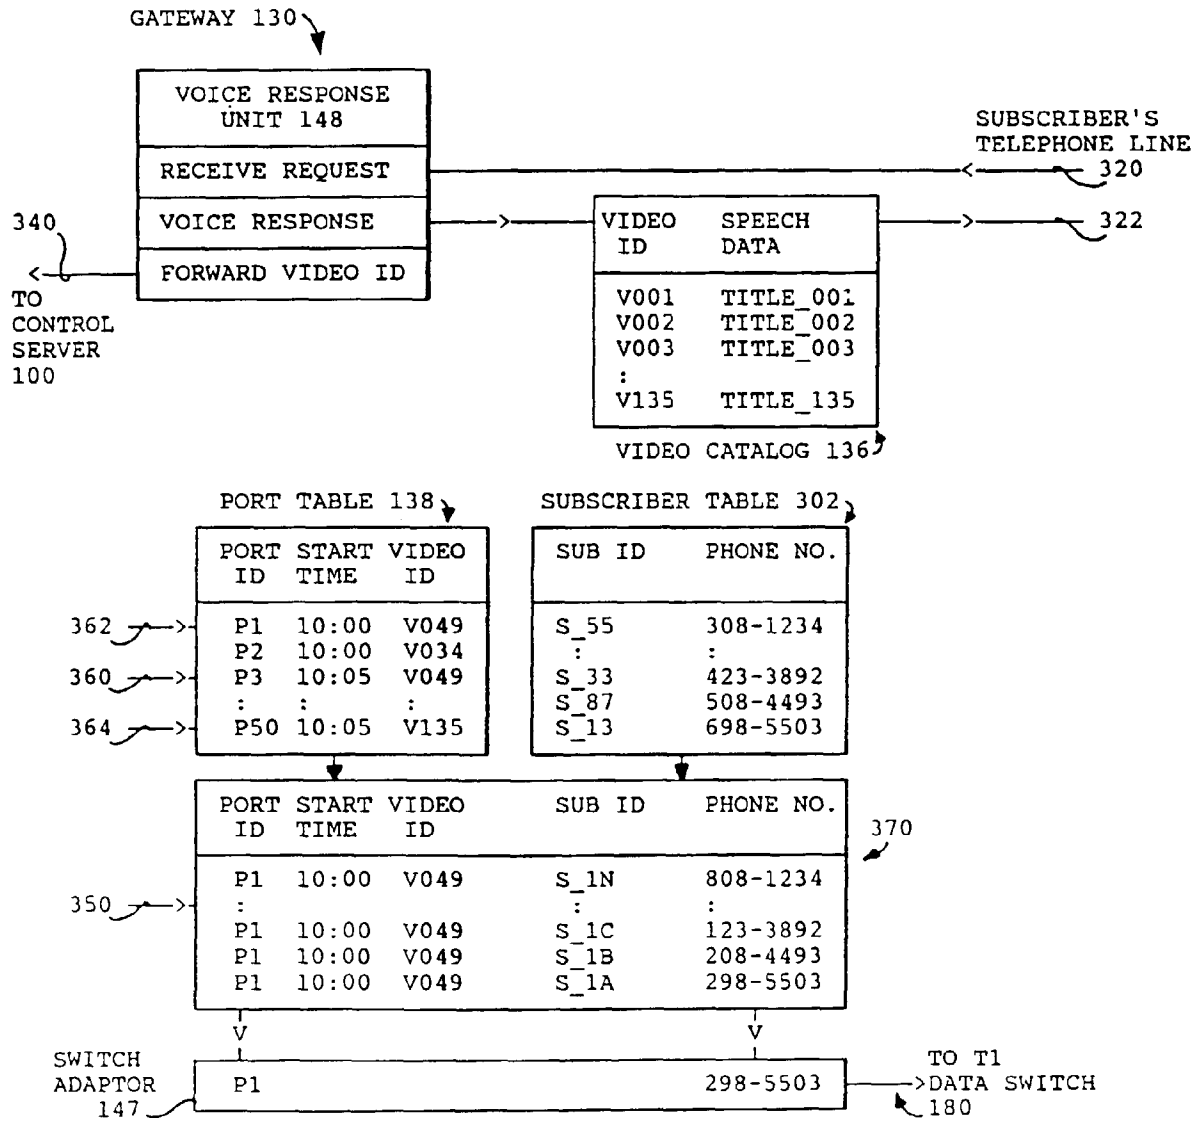 GATEWAY 130
VOICE RESPONSE
UNIT 148
SUBSCRIBER'S
TELEPHONE LINE
RECEIVE REQUEST
320
340
VOICE RESPONSE
VIDEO SPEECH
ID DATA
322
FORWARD VIDEO ID
TO
CONTROL
SERVER
100
V001 TITLE_001
V002 TITLE_002
V003 TITLE_003
:
V135 TITLE_135
VIDEO CATALOG 136
PORT TABLE 138
SUBSCRIBER TABLE 302
PORT START VIDEO
ID TIME ID
SUB ID PHONE NO.
362
P1 10:00 V049
P2 10:00 V034
360
P3 10:05 V049
: : :
364
P50 10:05 V135
S_55 308-1234
: :
S_33 423-3892
S_87 508-4493
S_13 698-5503
PORT START VIDEO SUB ID PHONE NO.
ID TIME ID
370
P1 10:00 V049 S_1N 808-1234
350
: : :
P1 10:00 V049 S_1C 123-3892
P1 10:00 V049 S_1B 208-4493
P1 10:00 V049 S_1A 298-5503
V V
SWITCH
ADAPTOR
147
P1 298-5503
TO T1
DATA SWITCH
180